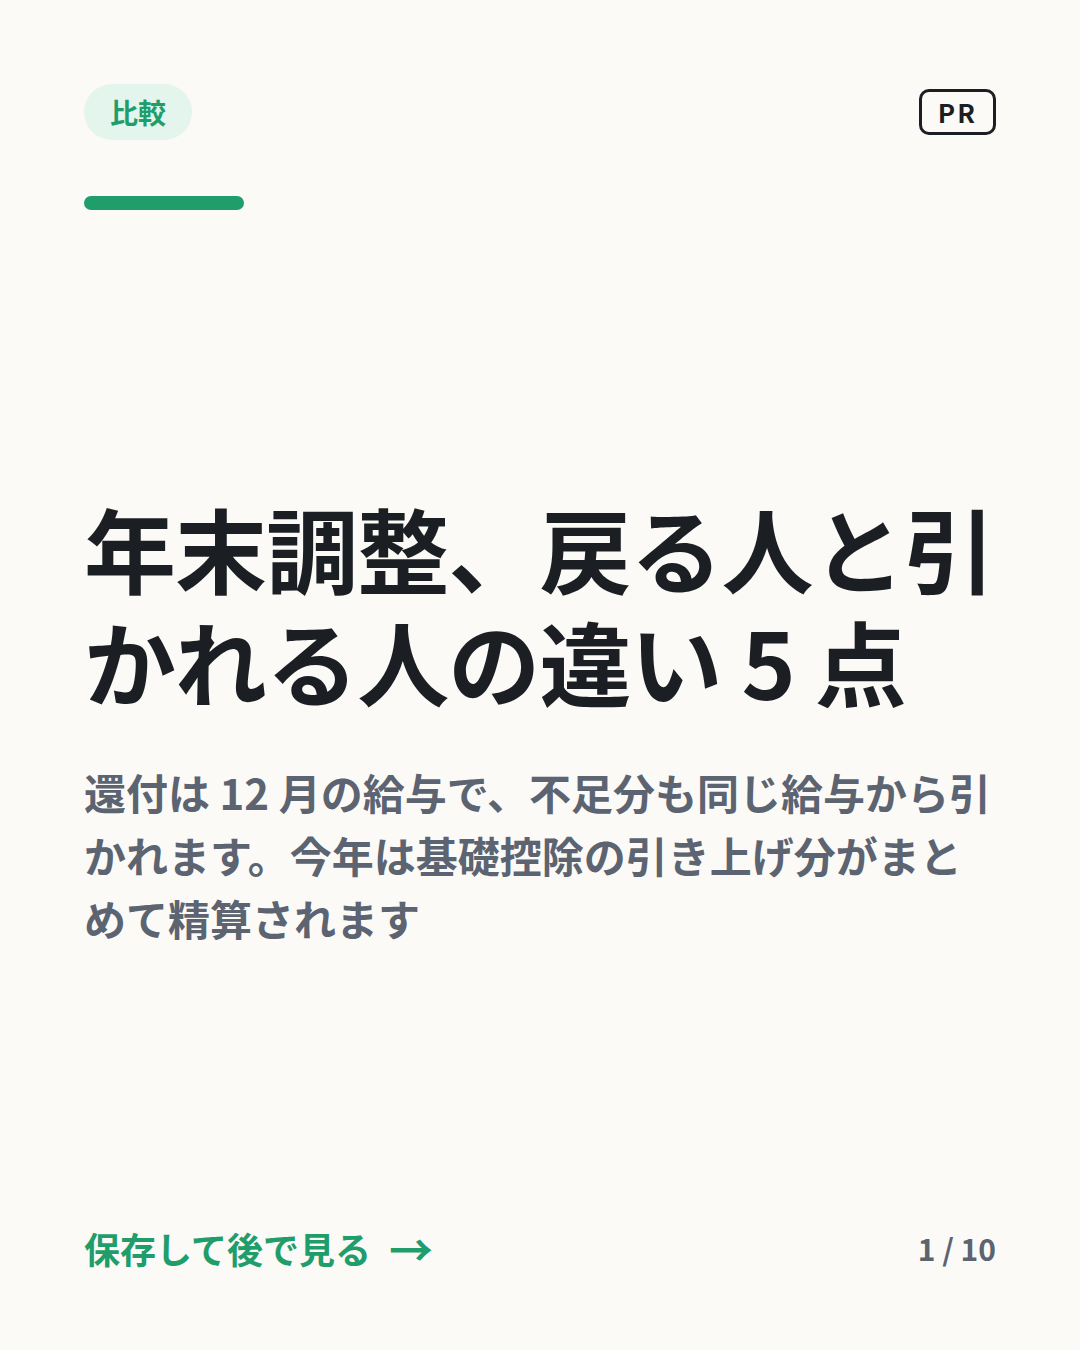 比較
PR
年末調整、戻る人と引
かれる人の違い 5 点
還付は 12 月の給与で、不足分も同じ給与から引
かれます。今年は基礎控除の引き上げ分がまと
めて精算されます
保存して後で見る →
1 / 10